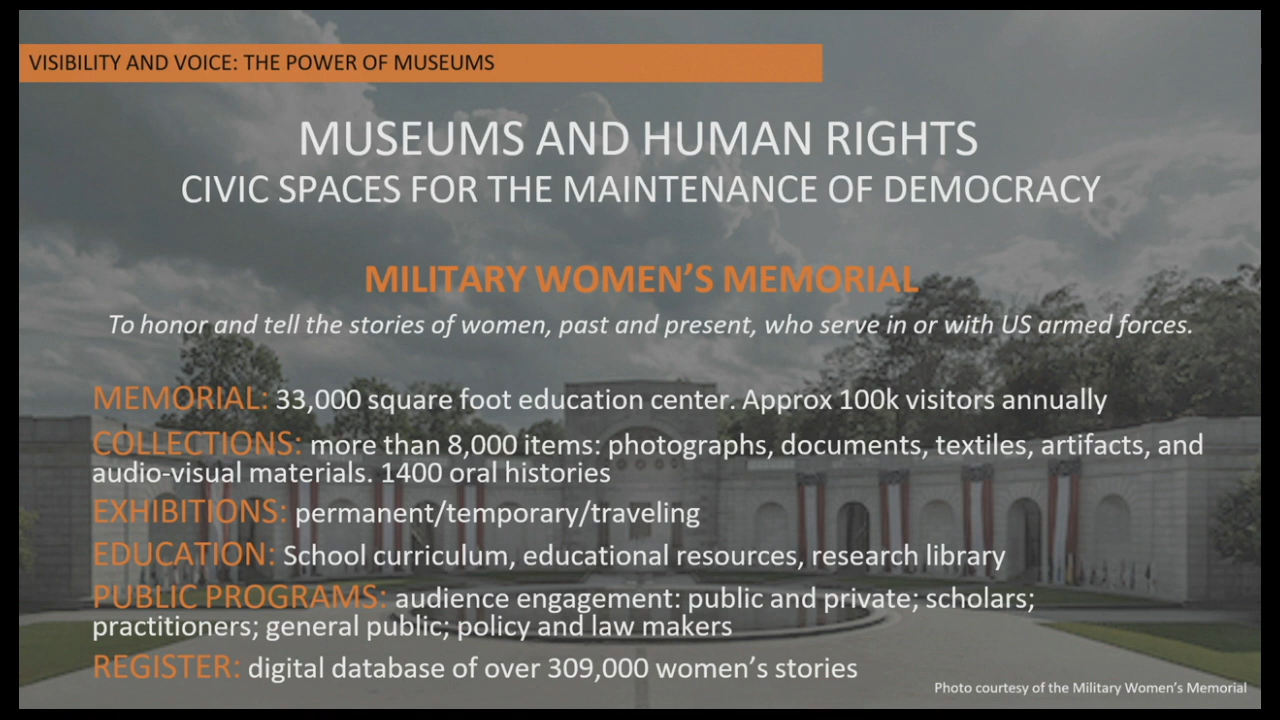 VISIBILITY AND VOICE: THE POWER OF MUSEUMS
MUSEUMS AND HUMAN RIGHTS
CIVIC SPACES FOR THE MAINTENANCE OF DEMOCRACY
MILITARY WOMEN'S MEMORIAL
To honor and tell the stories of women, past and present, who serve in or with US armed forces.
MEMORIAL: 33,000 square foot education center. Approx 100k visitors annually
COLLECTIONS: more than 8,000 items: photographs, documents, textiles, artifacts, and
audio-visual materials. 1400 oral histories
EXHIBITIONS: permanent/temporary/traveling
EDUCATION: School curriculum, educational resources, research library
PUBLIC PROGRAMS: audience engagement: public and private; scholars;
practitioners; general public; policy and law makers
REGISTER: digital database of over 309,000 women's stories
Photo courtesy of the Military Women's Memorial